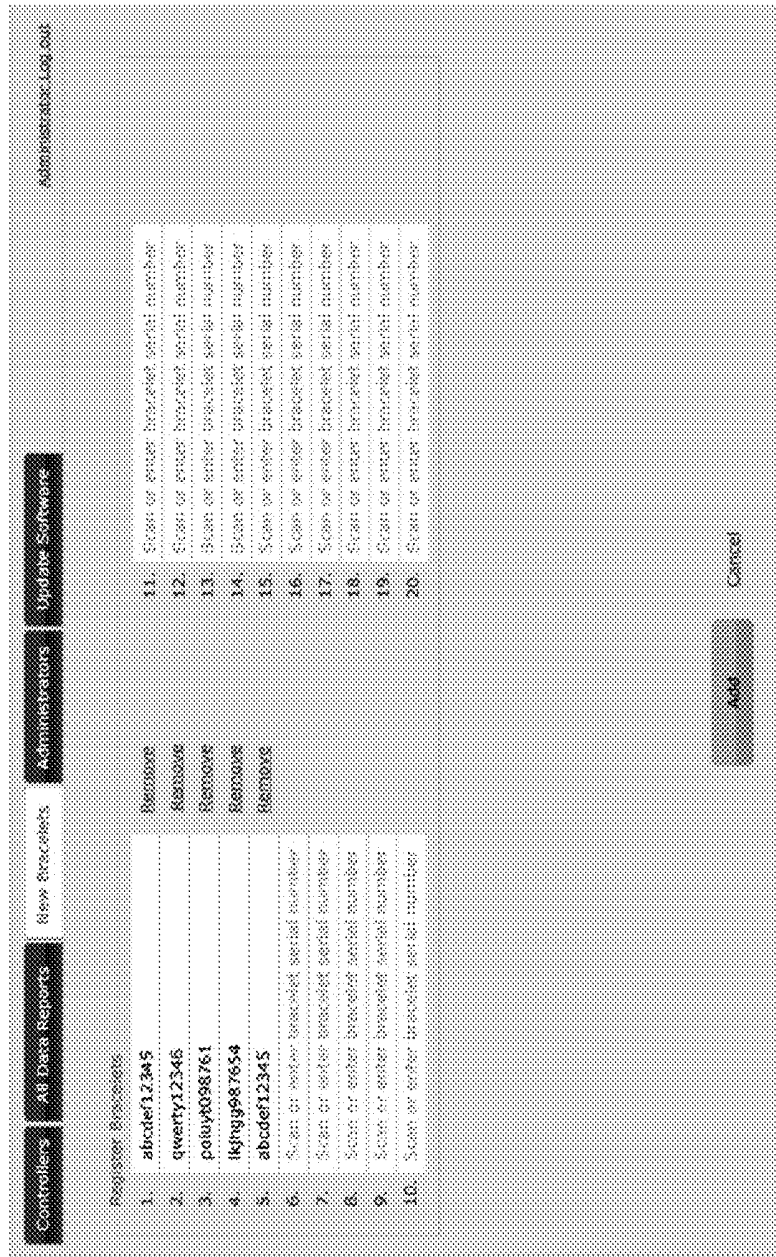 Administrator Log out
Controllers All Data Reports New Bracelets Administrators Update Software
Register Bracelets
1. abcdef12345 Remove
2. qwerty12346 Remove
3. poiuyt098761 Remove
4. lkjhgg987654 Remove
5. abcdef12345 Remove
6. Scan or enter bracelet serial number
7. Scan or enter bracelet serial number
8. Scan or enter bracelet serial number
9. Scan or enter bracelet serial number
10. Scan or enter bracelet serial number
11. Scan or enter bracelet serial number
12. Scan or enter bracelet serial number
13. Scan or enter bracelet serial number
14. Scan or enter bracelet serial number
15. Scan or enter bracelet serial number
16. Scan or enter bracelet serial number
17. Scan or enter bracelet serial number
18. Scan or enter bracelet serial number
19. Scan or enter bracelet serial number
20. Scan or enter bracelet serial number
Add Cancel